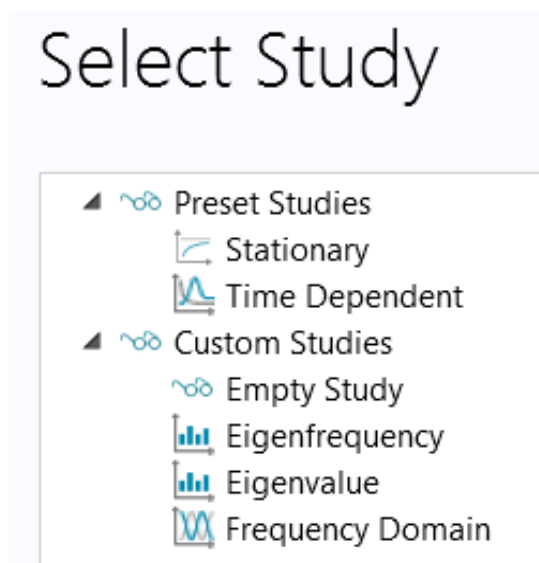 Select Study
Preset Studies
Stationary
Time Dependent
Custom Studies
Empty Study
Eigenfrequency
Eigenvalue
Frequency Domain